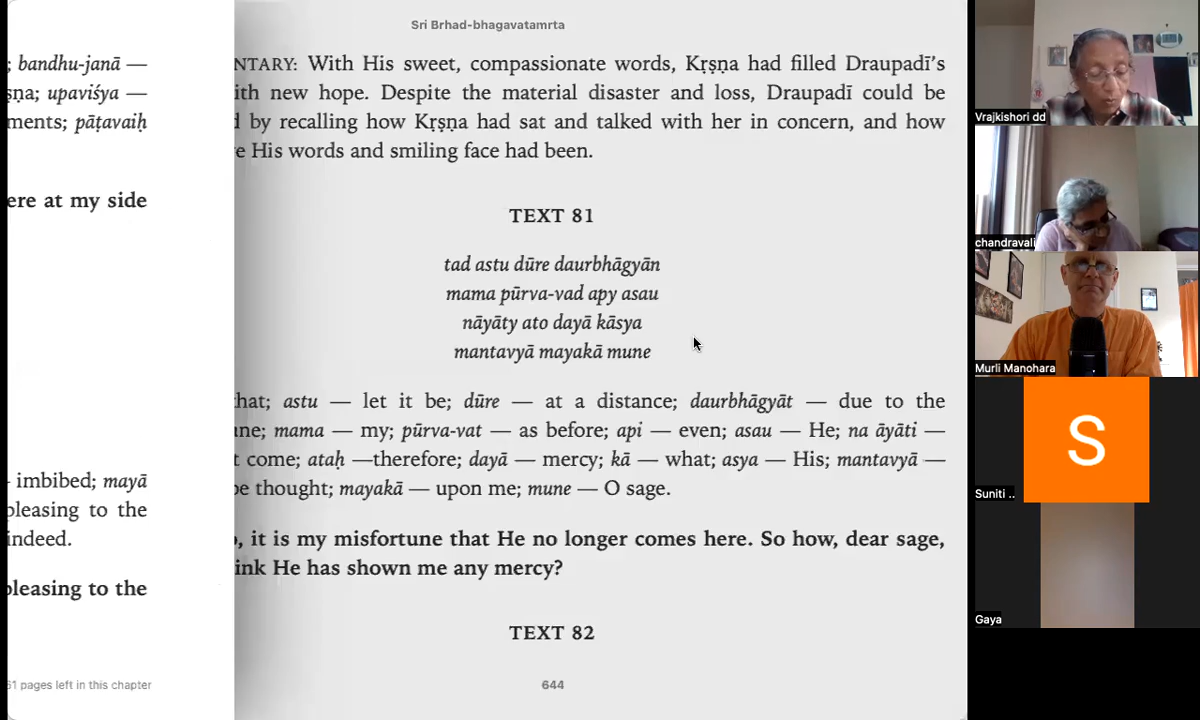 Sri Brhad-bhagavatamrta
; bandhu-janā —
ṣṇa; upaviśya —
ments; pāṭavaiḥ
ere at my side
- imbibed; mayā
pleasing to the
indeed.
pleasing to the
61 pages left in this chapter
NTARY: With His sweet, compassionate words, Kṛṣṇa had filled Draupadī's
ith new hope. Despite the material disaster and loss, Draupadī could be
d by recalling how Kṛṣṇa had sat and talked with her in concern, and how
e His words and smiling face had been.
TEXT 81
tad astu dūre daurbhāgyān
mama pūrva-vad apy asau
nāyāty ato dayā kāsya
mantavyā mayakā mune
hat; astu — let it be; dūre — at a distance; daurbhāgyāt — due to the
une; mama — my; pūrva-vat — as before; api — even; asau — He; na āyāti —
t come; ataḥ —therefore; dayā — mercy; kā — what; asya — His; mantavyā —
be thought; mayakā — upon me; mune — O sage.
o, it is my misfortune that He no longer comes here. So how, dear sage,
ink He has shown me any mercy?
TEXT 82
644
Vrajkishori dd
chandravali
Murli Manohara
S
Suniti ..
Gaya